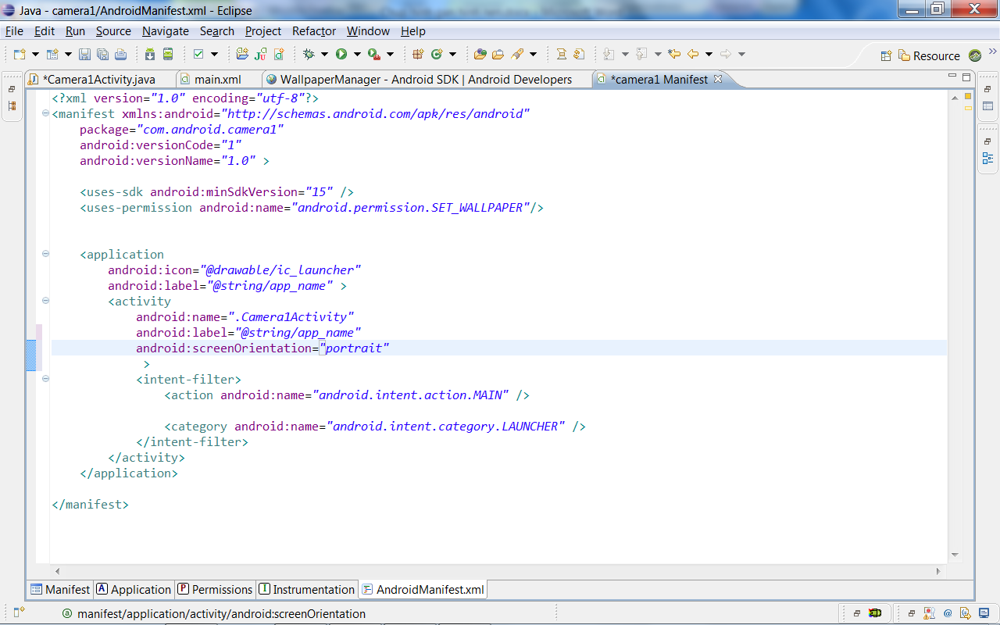 Java - camera1/AndroidManifest.xml - Eclipse
File Edit Run Source Navigate Search Project Refactor Window Help
Resource
*Camera1Activity.java main.xml WallpaperManager - Android SDK | Android Developers *camera1 Manifest
<?xml version="1.0" encoding="utf-8"?>
<manifest xmlns:android="http://schemas.android.com/apk/res/android"
package="com.android.camera1"
android:versionCode="1"
android:versionName="1.0" >
<uses-sdk android:minSdkVersion="15" />
<uses-permission android:name="android.permission.SET_WALLPAPER"/>
<application
android:icon="@drawable/ic_launcher"
android:label="@string/app_name" >
<activity
android:name=".Camera1Activity"
android:label="@string/app_name"
android:screenOrientation="portrait"
>
<intent-filter>
<action android:name="android.intent.action.MAIN" />
<category android:name="android.intent.category.LAUNCHER" />
</intent-filter>
</activity>
</application>
</manifest>
Manifest A Application P Permissions I Instrumentation AndroidManifest.xml
manifest/application/activity/android:screenOrientation